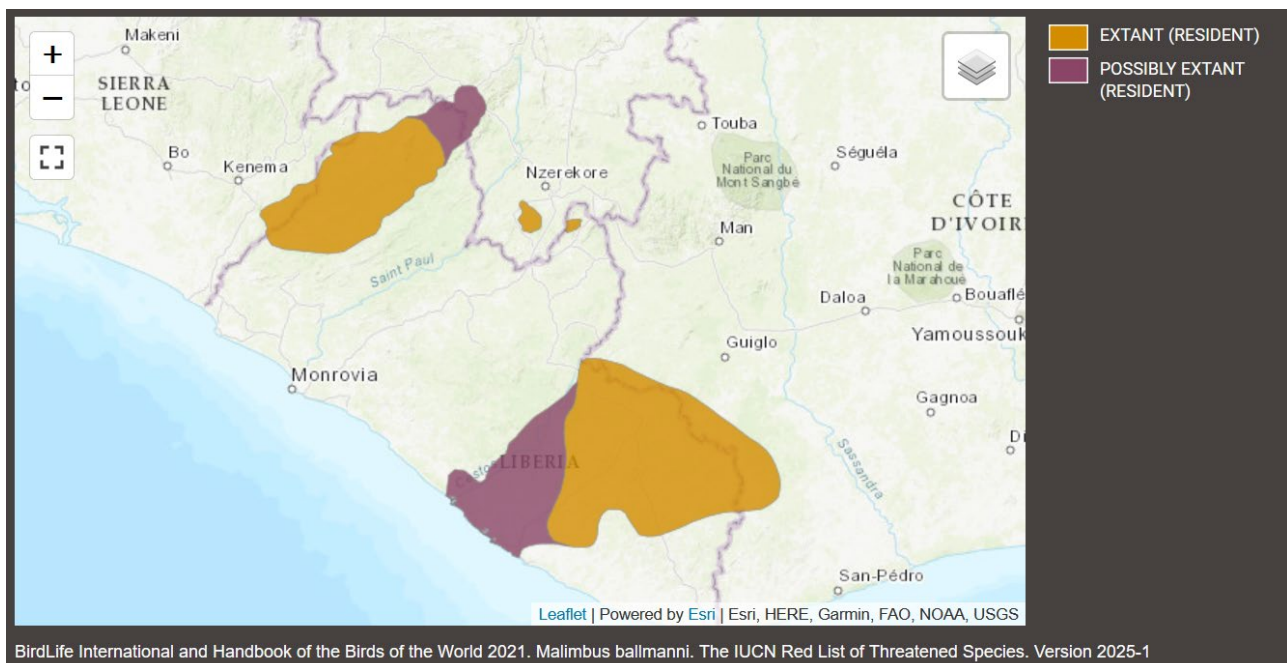 Makeni
+
SIERRA
LEONE
to
−
Touba
Bo
Kenema
Parc
National du
Mont Sangbé
Séguéla
Nzerekore
CÔTE
D'IVOIR
Man
Saint Paul
Parc
National de
la Marahoué
Daloa
Bouaflé
Yamoussouk
Guiglo
Monrovia
Gagnoa
Sassandra
Di
Cestos
LIBERIA
San-Pédro
Leaflet | Powered by Esri | Esri, HERE, Garmin, FAO, NOAA, USGS
EXTANT (RESIDENT)
POSSIBLY EXTANT
(RESIDENT)
BirdLife International and Handbook of the Birds of the World 2021. Malimbus ballmanni. The IUCN Red List of Threatened Species. Version 2025-1